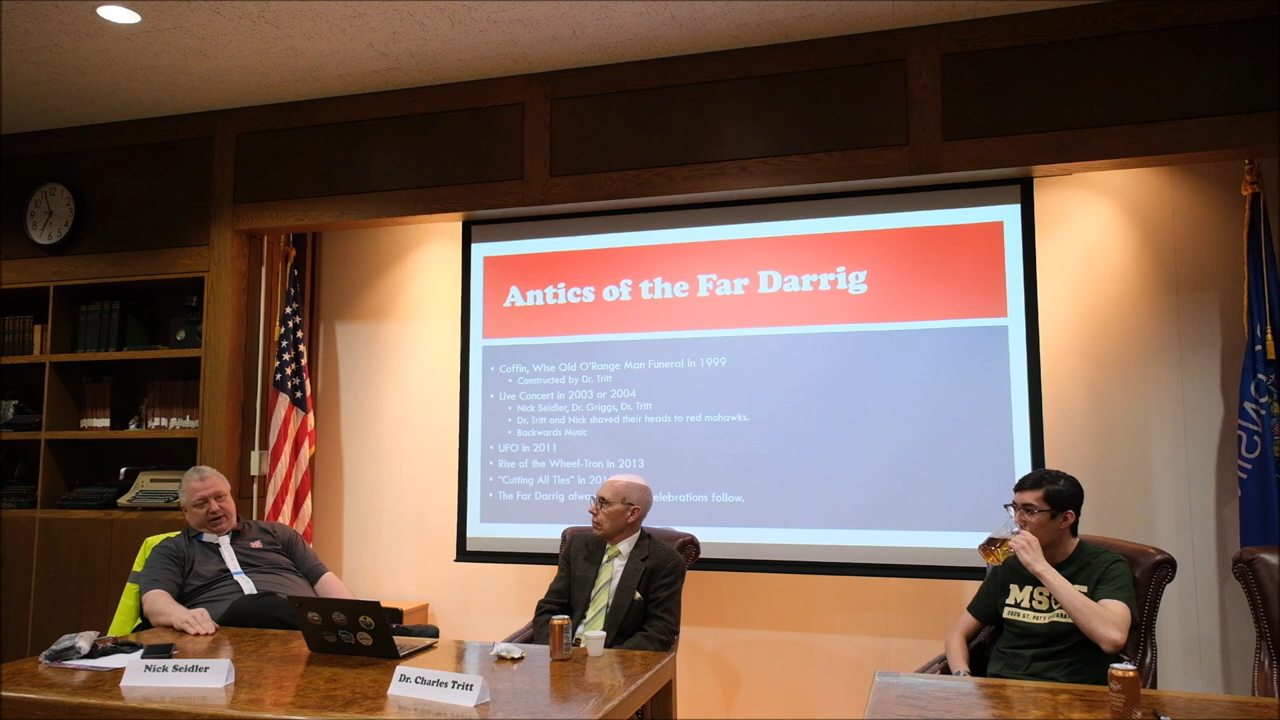 Antics of the Far Darrig
• Coffin, Wise Old O'Range Man Funeral in 1999
• Constructed by Dr. Tritt
• Live Concert in 2003 or 2004
• Nick Seidler, Dr. Griggs, Dr. Tritt
• Dr. Tritt and Nick shaved their heads to red mohawks.
• Backwards Music
• UFO in 2011
• Rise of the Wheel-Tron in 2013
• "Cutting All Ties" in
• The Far Darrig celebrations follow.
Nick Seidler
Dr. Charles Tritt
MSOE
2020 ST. PAT'S